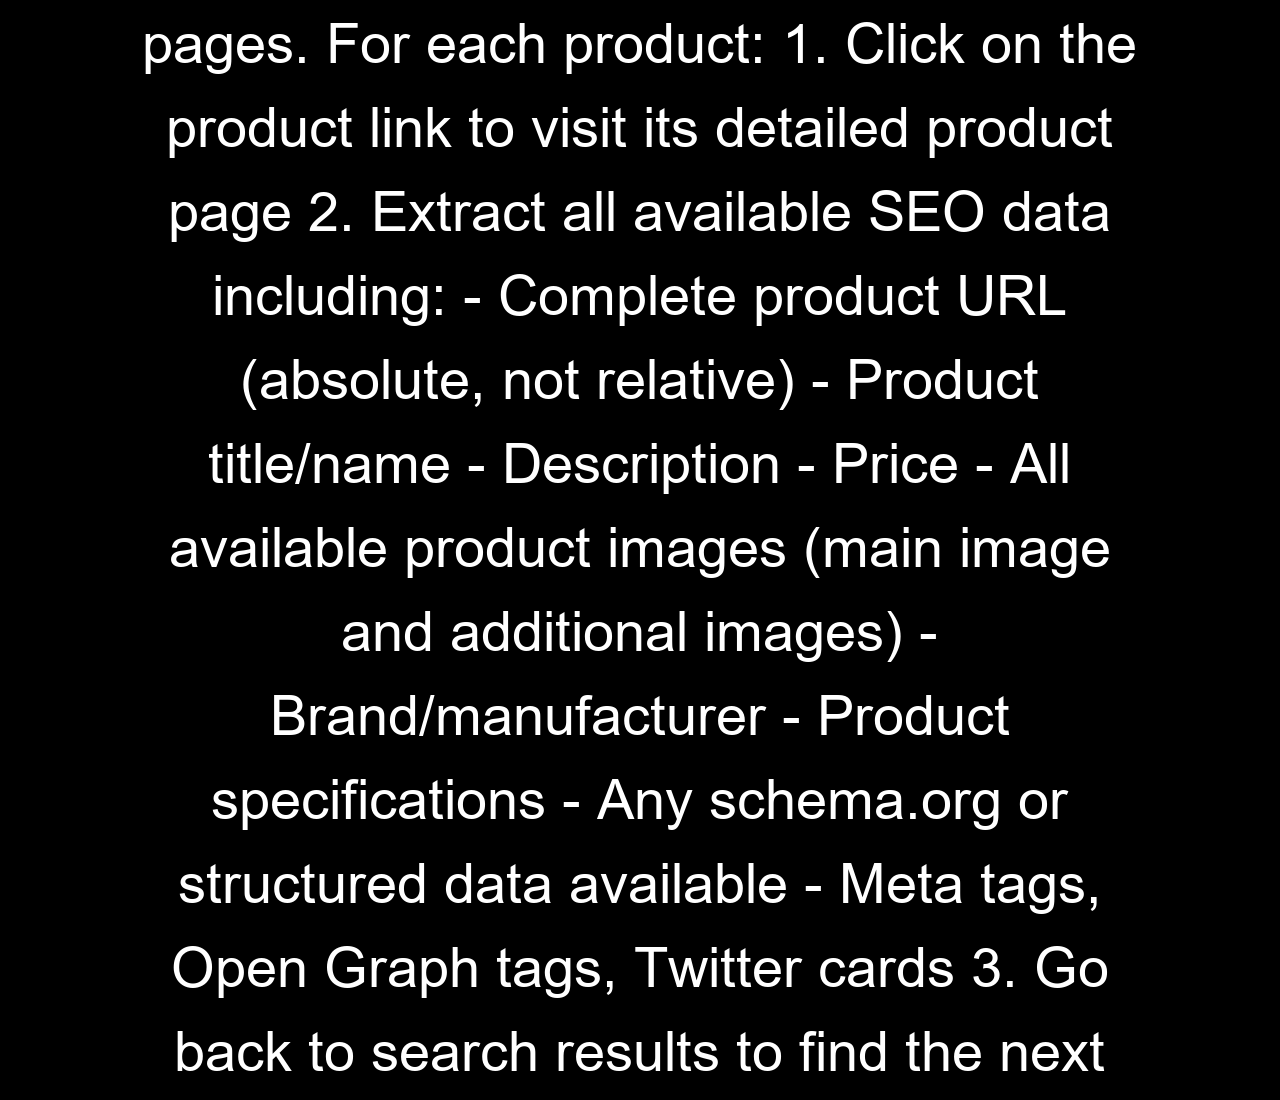 pages. For each product: 1. Click on the
product link to visit its detailed product
page 2. Extract all available SEO data
including: - Complete product URL
(absolute, not relative) - Product
title/name - Description - Price - All
available product images (main image
and additional images) -
Brand/manufacturer - Product
specifications - Any schema.org or
structured data available - Meta tags,
Open Graph tags, Twitter cards 3. Go
back to search results to find the next